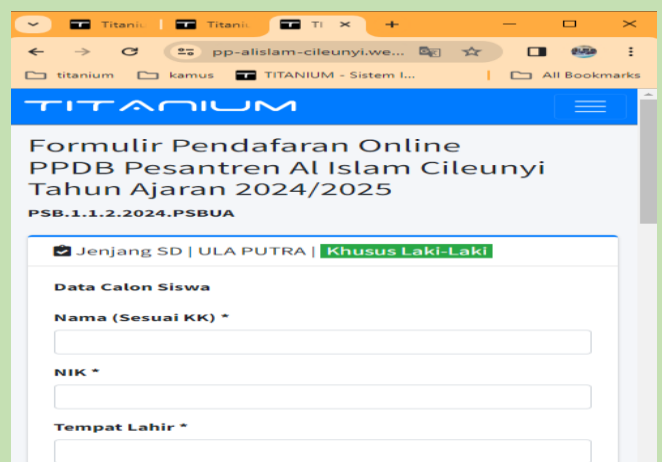 Titaniu
Titaniu
TI
pp-alislam-cileunyi.we...
titanium
kamus
TITANIUM - Sistem I...
All Bookmarks
TITANIUM
Formulir Pendafaran Online
PPDB Pesantren Al Islam Cileunyi
Tahun Ajaran 2024/2025
PSB.1.1.2.2024.PSBUA
Jenjang SD | ULA PUTRA | Khusus Laki-Laki
Data Calon Siswa
Nama (Sesuai KK) *
NIK *
Tempat Lahir *